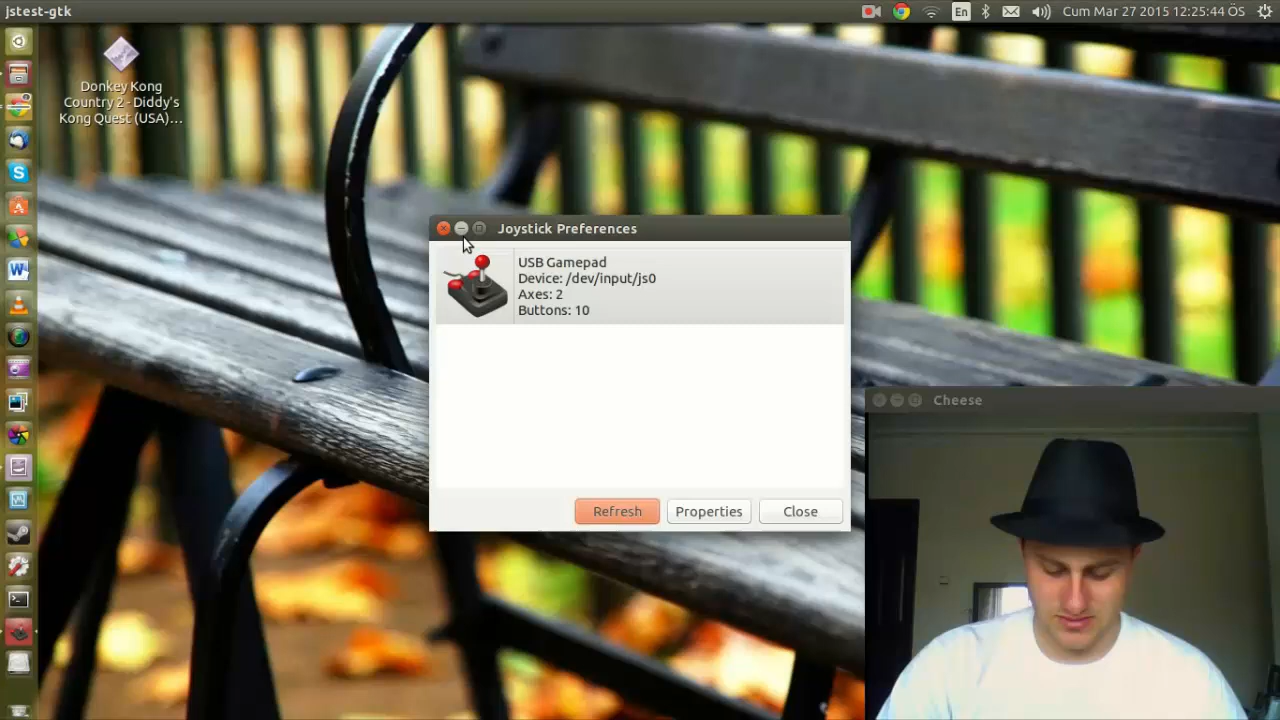 jstest-gtk
En
Cum Mar 27 2015 12:25:44 ÖS
Donkey Kong
Country 2 - Diddy's
Kong Quest (USA)...
Joystick Preferences
USB Gamepad
Device: /dev/input/js0
Axes: 2
Buttons: 10
Refresh
Properties
Close
Cheese
S
A
W